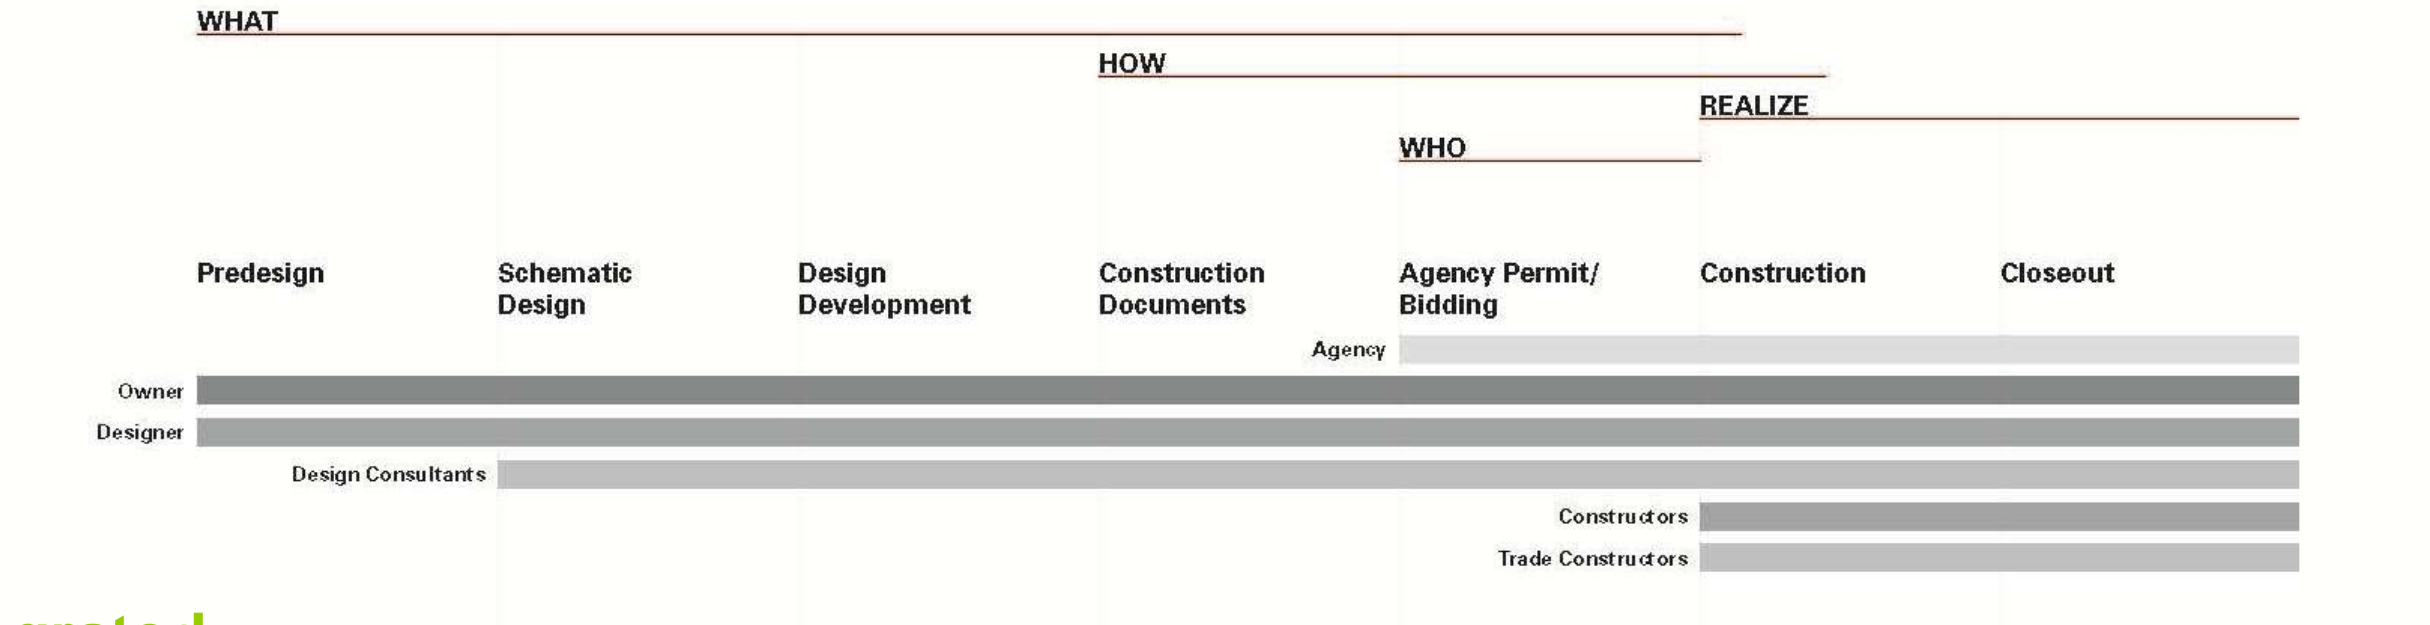 WHAT
HOW
REALIZE
WHO
Predesign
Schematic
Design
Design
Development
Construction
Documents
Agency Permit/
Bidding
Construction
Closeout
Agency
Owner
Designer
Design Consultants
Constructors
Trade Constructors